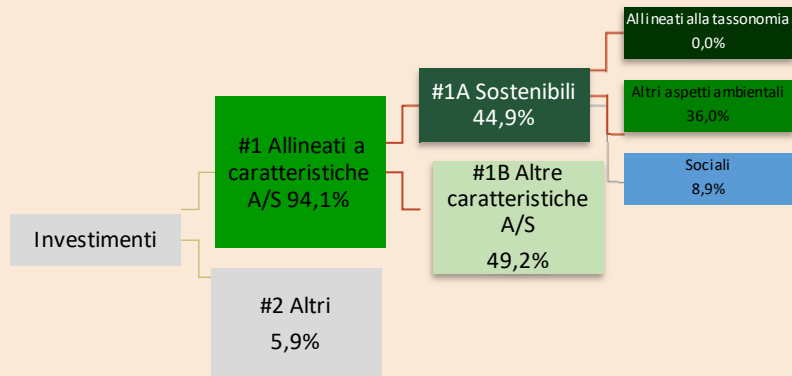 Investimenti
#1 Allineati a
caratteristiche
A/S 94,1%
#2 Altri
5,9%
#1A Sostenibili
44,9%
#1B Altre
caratteristiche
A/S
49,2%
Allineati alla tassonomia
0,0%
Altri aspetti ambientali
36,0%
Sociali
8,9%